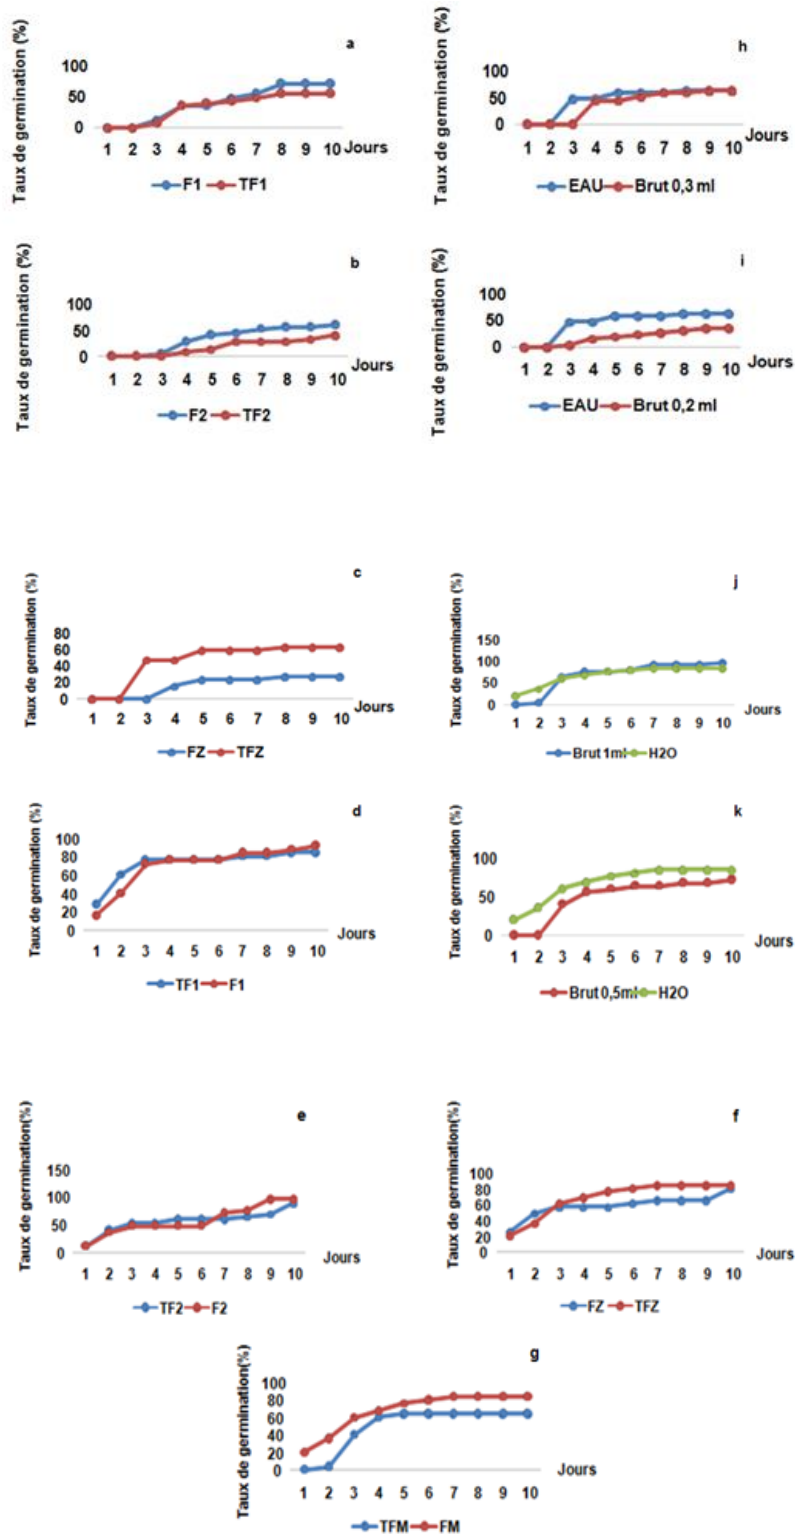 a
Taux de germination (%)
100
50
0
1 2 3 4 5 6 7 8 9 10
Jours
F1 TF1
h
Taux de germination (%)
100
50
0
1 2 3 4 5 6 7 8 9 10
Jours
EAU Brut 0,3 ml
b
Taux de germination (%)
100
50
0
1 2 3 4 5 6 7 8 9 10
Jours
F2 TF2
i
Taux de germination (%)
100
50
0
1 2 3 4 5 6 7 8 9 10
Jours
EAU Brut 0,2 ml
c
Taux de germination (%)
80
60
40
20
0
1 2 3 4 5 6 7 8 9 10
Jours
FZ TFZ
j
Taux de germination (%)
150
100
50
0
1 2 3 4 5 6 7 8 9 10
Jours
Brut 1ml H2O
d
Taux de germination (%)
100
80
60
40
20
0
1 2 3 4 5 6 7 8 9 10
Jours
TF1 F1
k
Taux de germination (%)
100
50
0
1 2 3 4 5 6 7 8 9 10
Jours
Brut 0,5ml H2O
e
Taux de germination(%)
150
100
50
0
1 2 3 4 5 6 7 8 9 10
Jours
TF2 F2
f
Taux de germination(%)
100
80
60
40
20
0
1 2 3 4 5 6 7 8 9 10
Jours
FZ TFZ
g
Taux de germination(%)
100
80
60
40
20
0
1 2 3 4 5 6 7 8 9 10
Jours
TFM FM